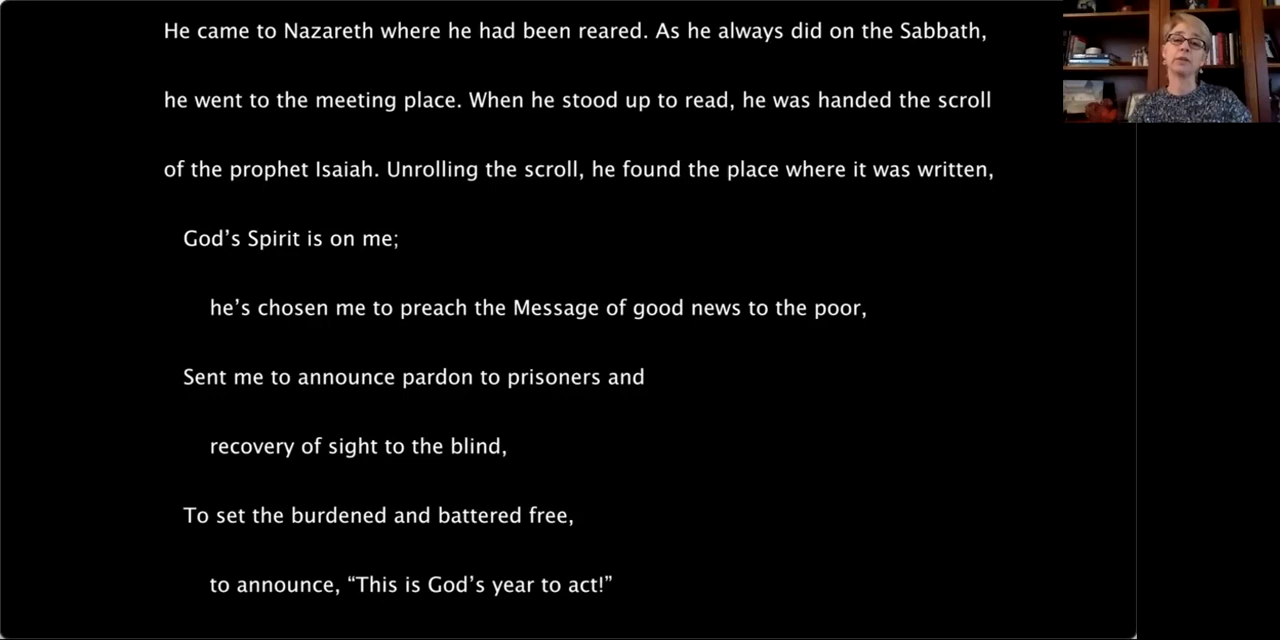 He came to Nazareth where he had been reared. As he always did on the Sabbath,
he went to the meeting place. When he stood up to read, he was handed the scroll
of the prophet Isaiah. Unrolling the scroll, he found the place where it was written,
God’s Spirit is on me;
he’s chosen me to preach the Message of good news to the poor,
Sent me to announce pardon to prisoners and
recovery of sight to the blind,
To set the burdened and battered free,
to announce, “This is God’s year to act!”